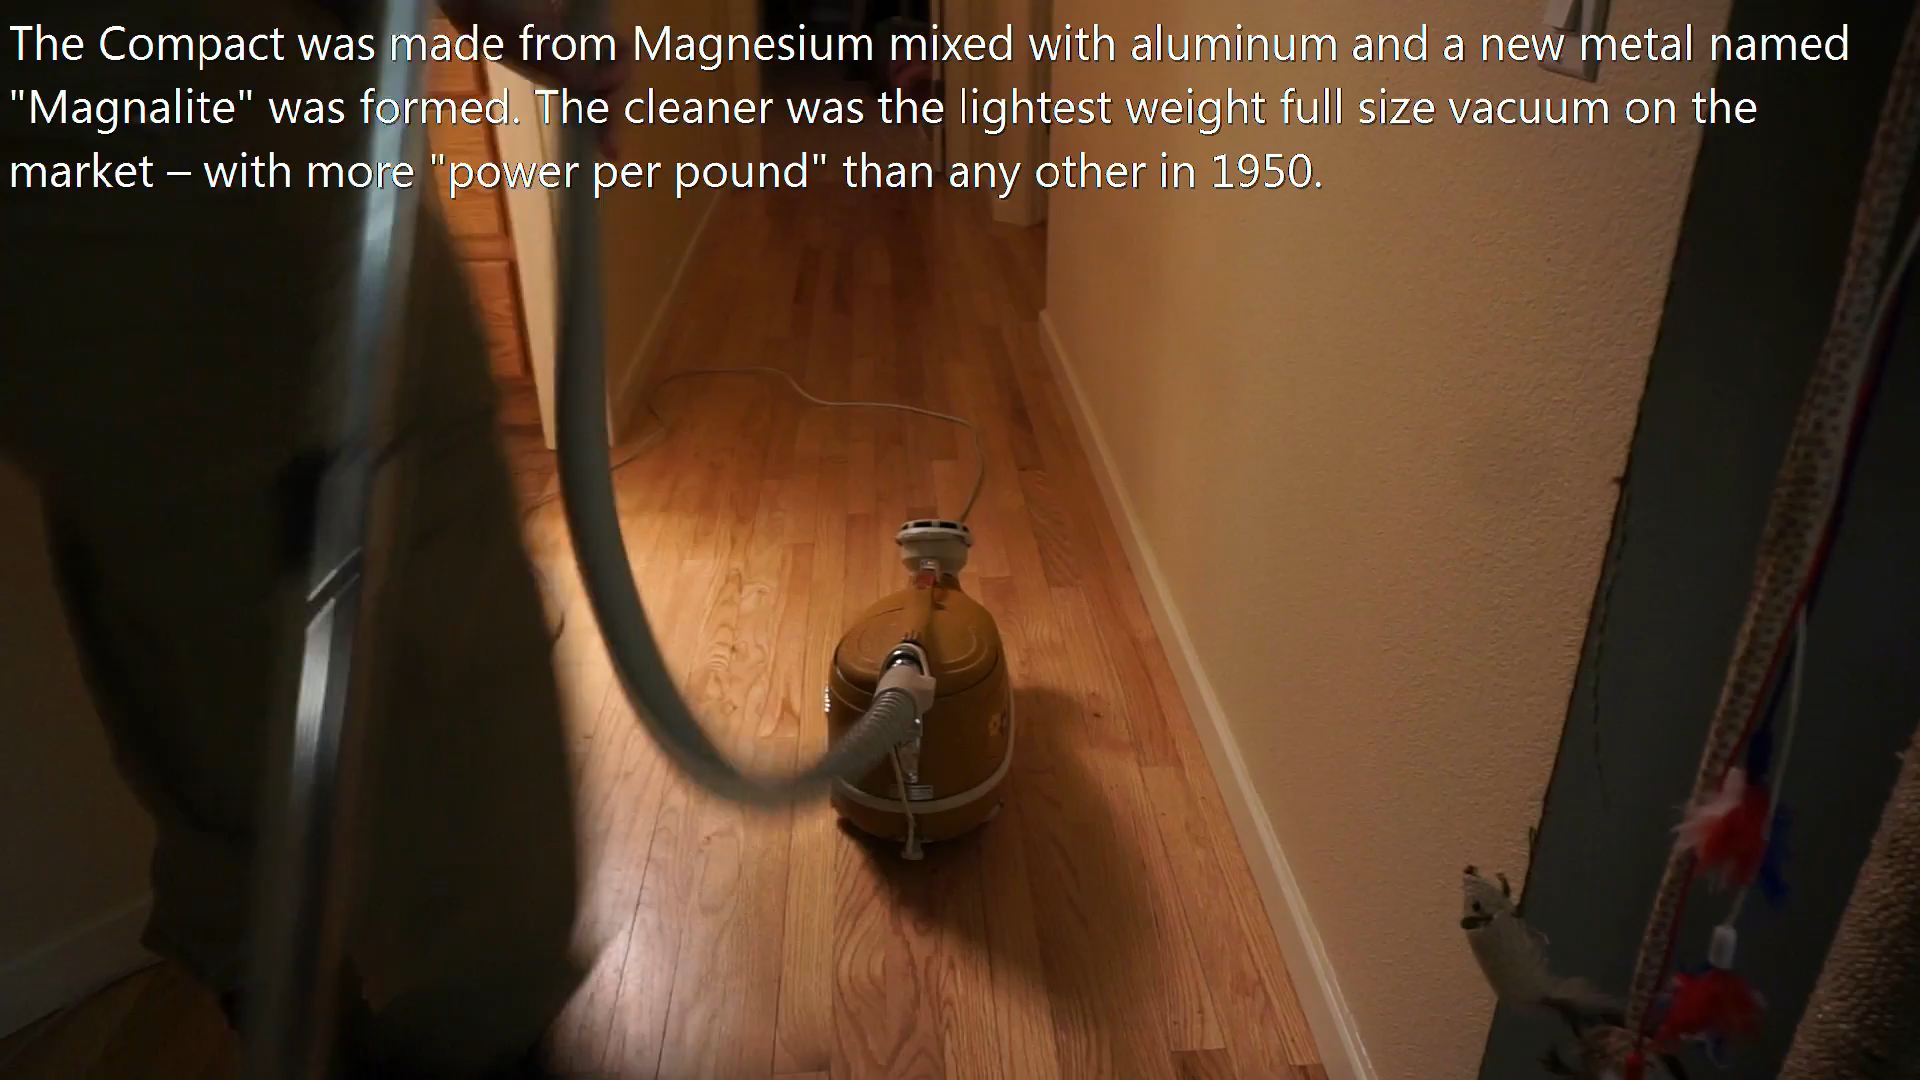 The Compact was made from Magnesium mixed with aluminum and a new metal named
"Magnalite" was formed. The cleaner was the lightest weight full size vacuum on the
market – with more "power per pound" than any other in 1950.